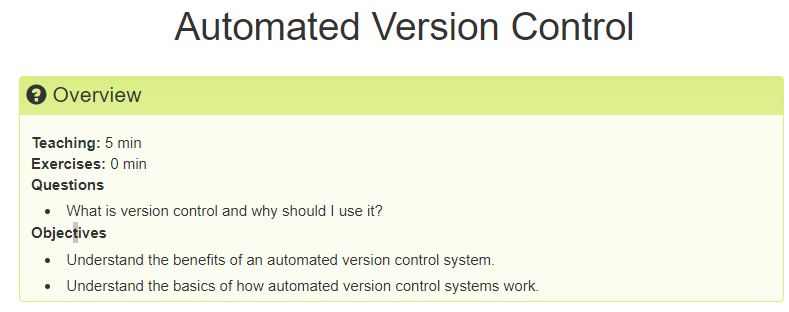 Automated Version Control
Overview
Teaching: 5 min
Exercises: 0 min
Questions
What is version control and why should I use it?
Objectives
Understand the benefits of an automated version control system.
Understand the basics of how automated version control systems work.